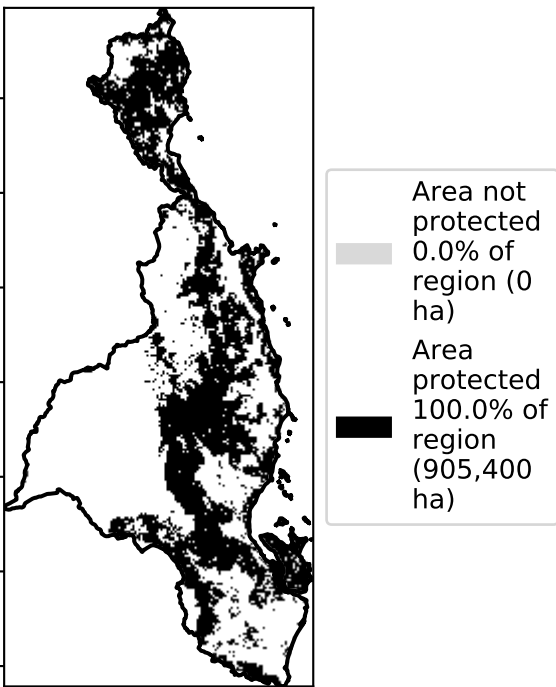 Area not
protected
0.0% of
region (0
ha)
Area
protected
100.0% of
region
(905,400
ha)